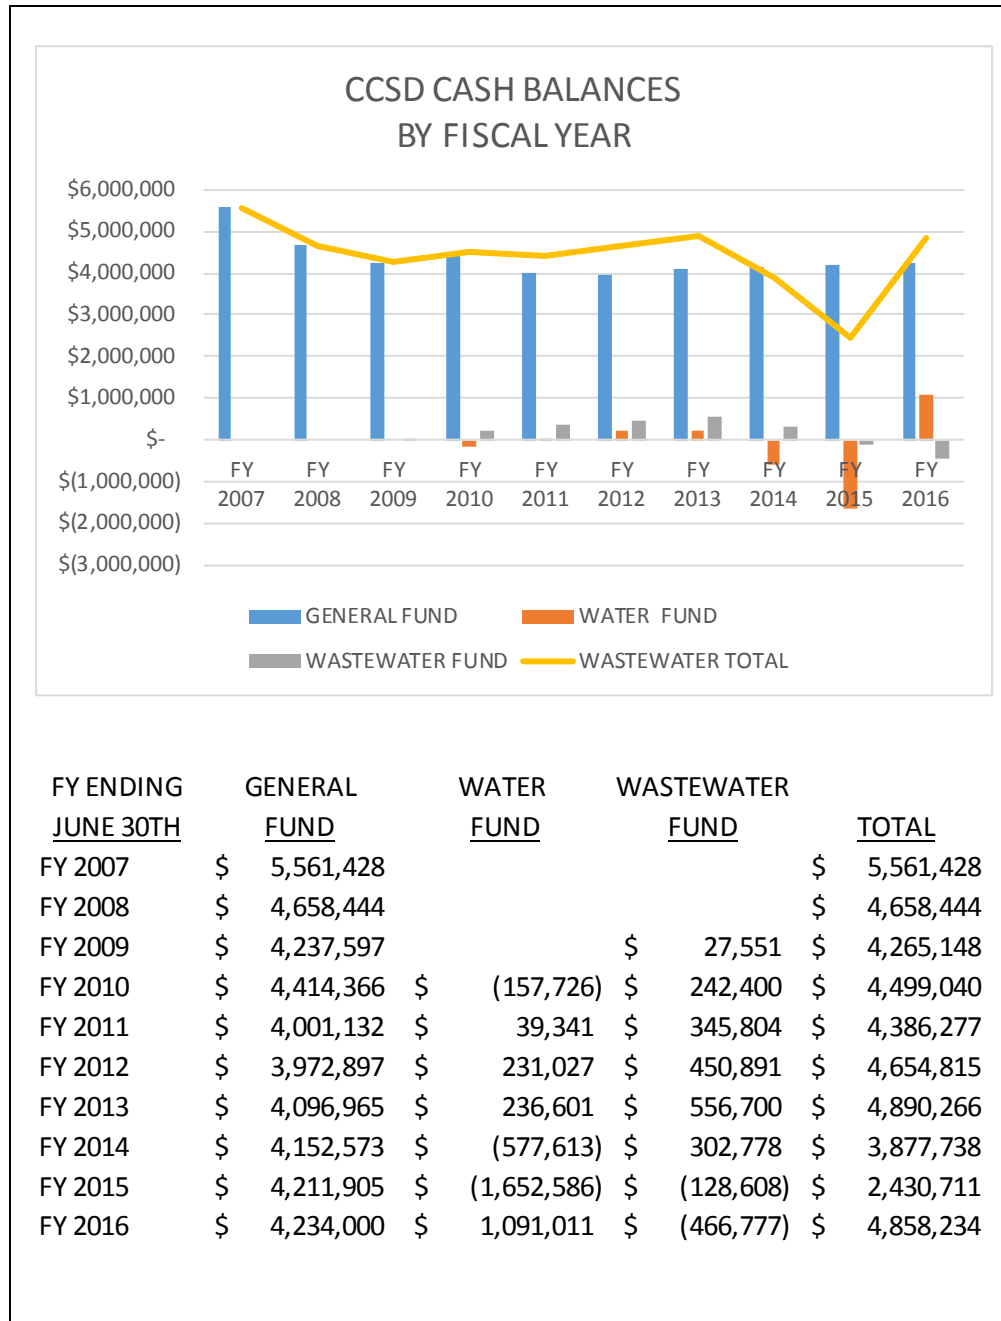 CCSD CASH BALANCES
BY FISCAL YEAR
$6,000,000
$5,000,000
$4,000,000
$3,000,000
$2,000,000
$1,000,000
$-
$(1,000,000)
$(2,000,000)
$(3,000,000)
FY FY FY FY FY FY FY FY FY FY
2007 2008 2009 2010 2011 2012 2013 2014 2015 2016
GENERAL FUND WATER FUND
WASTEWATER FUND WASTEWATER TOTAL
FY ENDING GENERAL WATER WASTEWATER
JUNE 30TH FUND FUND FUND TOTAL
FY 2007 $ 5,561,428 $ 5,561,428
FY 2008 $ 4,658,444 $ 4,658,444
FY 2009 $ 4,237,597 $ 27,551 $ 4,265,148
FY 2010 $ 4,414,366 $ (157,726) $ 242,400 $ 4,499,040
FY 2011 $ 4,001,132 $ 39,341 $ 345,804 $ 4,386,277
FY 2012 $ 3,972,897 $ 231,027 $ 450,891 $ 4,654,815
FY 2013 $ 4,096,965 $ 236,601 $ 556,700 $ 4,890,266
FY 2014 $ 4,152,573 $ (577,613) $ 302,778 $ 3,877,738
FY 2015 $ 4,211,905 $ (1,652,586) $ (128,608) $ 2,430,711
FY 2016 $ 4,234,000 $ 1,091,011 $ (466,777) $ 4,858,234